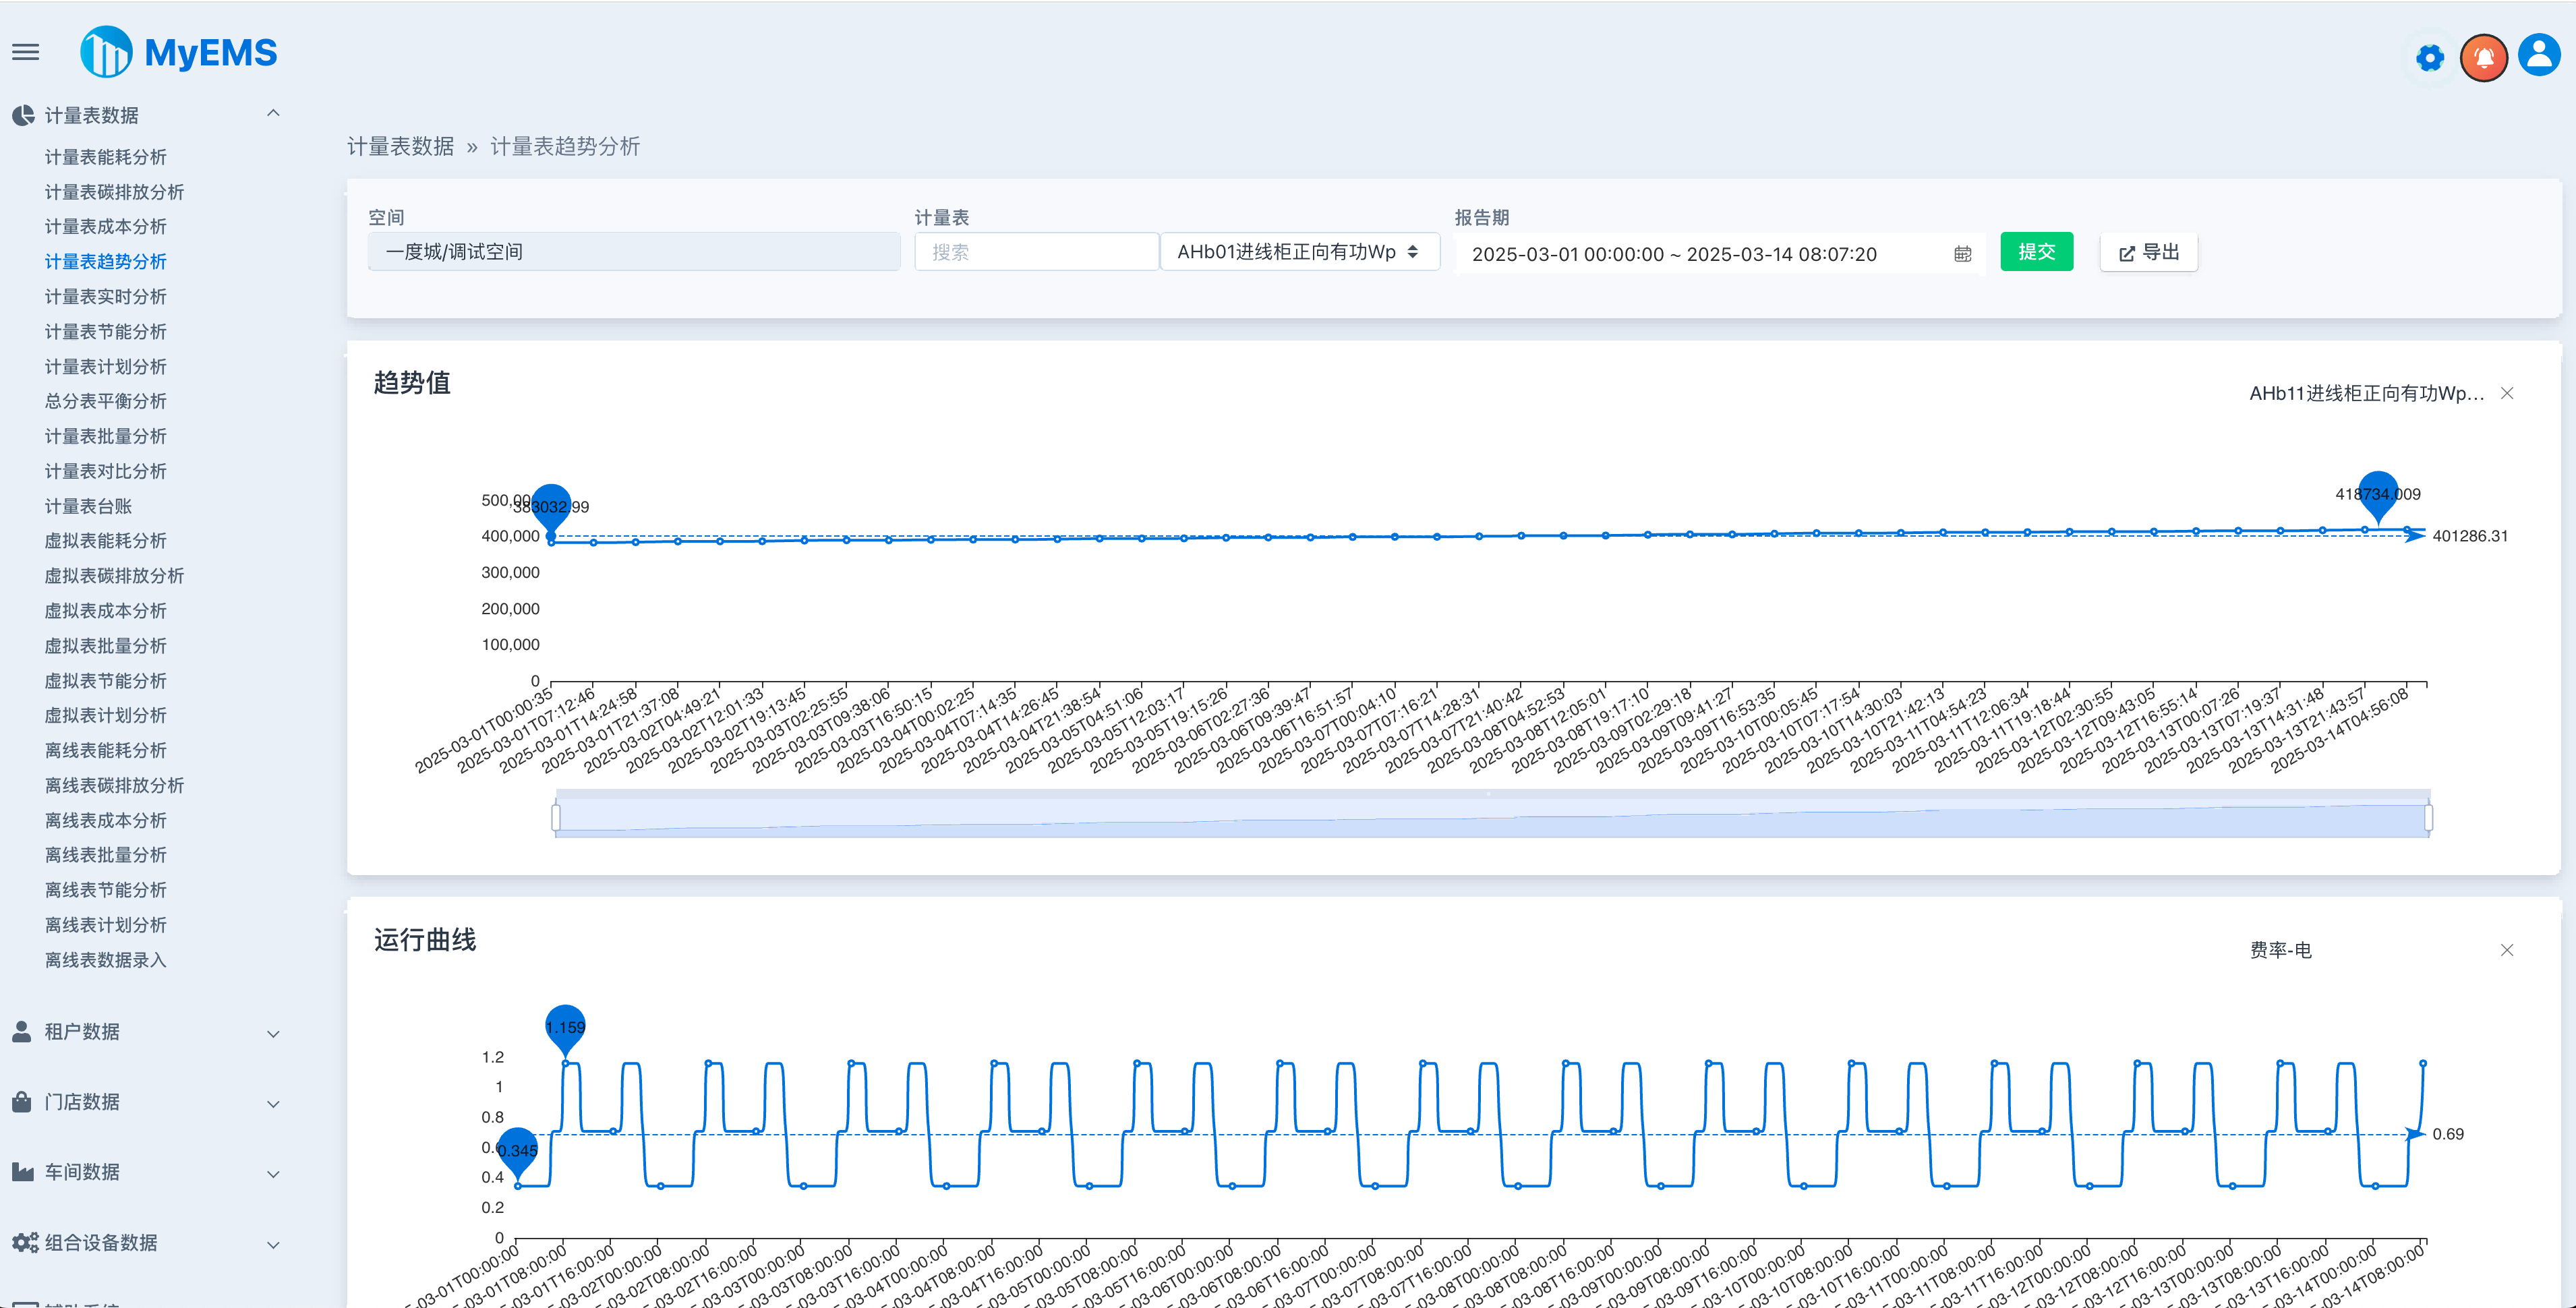 MyEMS
计量表数据
计量表能耗分析
计量表碳排放分析
计量表成本分析
计量表趋势分析
计量表实时分析
计量表节能分析
计量表计划分析
总分表平衡分析
计量表批量分析
计量表对比分析
计量表台账
虚拟表能耗分析
虚拟表碳排放分析
虚拟表成本分析
虚拟表批量分析
虚拟表节能分析
虚拟表计划分析
离线表能耗分析
离线表碳排放分析
离线表成本分析
离线表批量分析
离线表节能分析
离线表计划分析
离线表数据录入
租户数据
门店数据
车间数据
组合设备数据
计量表数据 » 计量表趋势分析
空间
一度城/调试空间
计量表
搜索
AHb01进线柜正向有功Wp
报告期
2025-03-01 00:00:00 ~ 2025-03-14 08:07:20
提交
导出
趋势值
AHb11进线柜正向有功Wp...
383032.99
418734.009
401286.31
500,00
400,000
300,000
200,000
100,000
0
2025-03-01T00:00:35
2025-03-01T07:12:46
2025-03-01T14:24:58
2025-03-01T21:37:08
2025-03-02T04:49:21
2025-03-02T12:01:33
2025-03-02T19:13:45
2025-03-03T02:25:55
2025-03-03T09:38:06
2025-03-03T16:50:15
2025-03-04T00:02:25
2025-03-04T07:14:35
2025-03-04T14:26:45
2025-03-04T21:38:54
2025-03-05T04:51:06
2025-03-05T12:03:17
2025-03-05T19:15:26
2025-03-06T02:27:36
2025-03-06T09:39:47
2025-03-06T16:51:57
2025-03-07T00:04:10
2025-03-07T07:16:21
2025-03-07T14:28:31
2025-03-07T21:40:42
2025-03-08T04:52:53
2025-03-08T12:05:01
2025-03-08T19:17:10
2025-03-09T02:29:18
2025-03-09T09:41:27
2025-03-09T16:53:35
2025-03-10T00:05:45
2025-03-10T07:17:54
2025-03-10T14:30:03
2025-03-10T21:42:13
2025-03-11T04:54:23
2025-03-11T12:06:34
2025-03-11T19:18:44
2025-03-12T02:30:55
2025-03-12T09:43:05
2025-03-12T16:55:14
2025-03-13T00:07:26
2025-03-13T07:19:37
2025-03-13T14:31:48
2025-03-13T21:43:57
2025-03-14T04:56:08
运行曲线
费率-电
1.159
0.345
0.69
1.2
1
0.8
0.6
0.4
0.2
0
-03-01T00:00:00
-03-01T08:00:00
-03-01T16:00:00
-03-02T00:00:00
-03-02T08:00:00
-03-02T16:00:00
-03-03T00:00:00
-03-03T08:00:00
-03-03T16:00:00
-03-04T00:00:00
-03-04T08:00:00
-03-04T16:00:00
-03-05T00:00:00
-03-05T08:00:00
-03-05T16:00:00
-03-06T00:00:00
-03-06T08:00:00
-03-06T16:00:00
-03-07T00:00:00
-03-07T08:00:00
-03-07T16:00:00
-03-08T00:00:00
-03-08T08:00:00
-03-08T16:00:00
-03-09T00:00:00
-03-09T08:00:00
-03-09T16:00:00
-03-10T00:00:00
-03-10T08:00:00
-03-10T16:00:00
-03-11T00:00:00
-03-11T08:00:00
-03-11T16:00:00
-03-12T00:00:00
-03-12T08:00:00
-03-12T16:00:00
-03-13T00:00:00
-03-13T08:00:00
-03-13T16:00:00
-03-14T00:00:00
-03-14T08:00:00